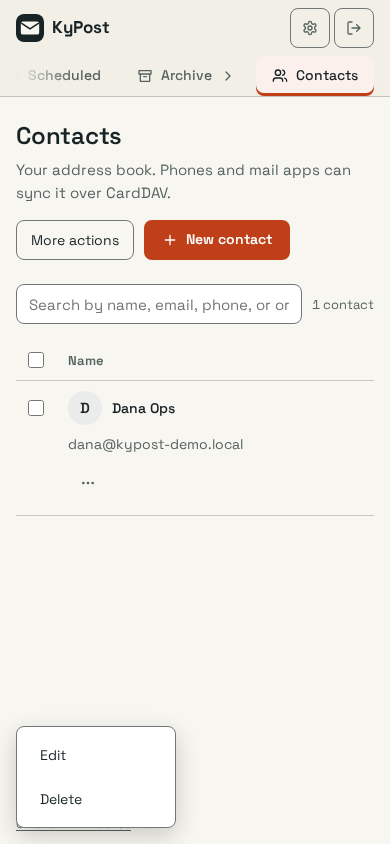 KyPost
Scheduled
Archive
Contacts
Contacts
Your address book. Phones and mail apps can
sync it over CardDAV.
More actions
New contact
Search by name, email, phone, or or
1 contact
Name
D
Dana Ops
dana@kypost-demo.local
...
Edit
Delete